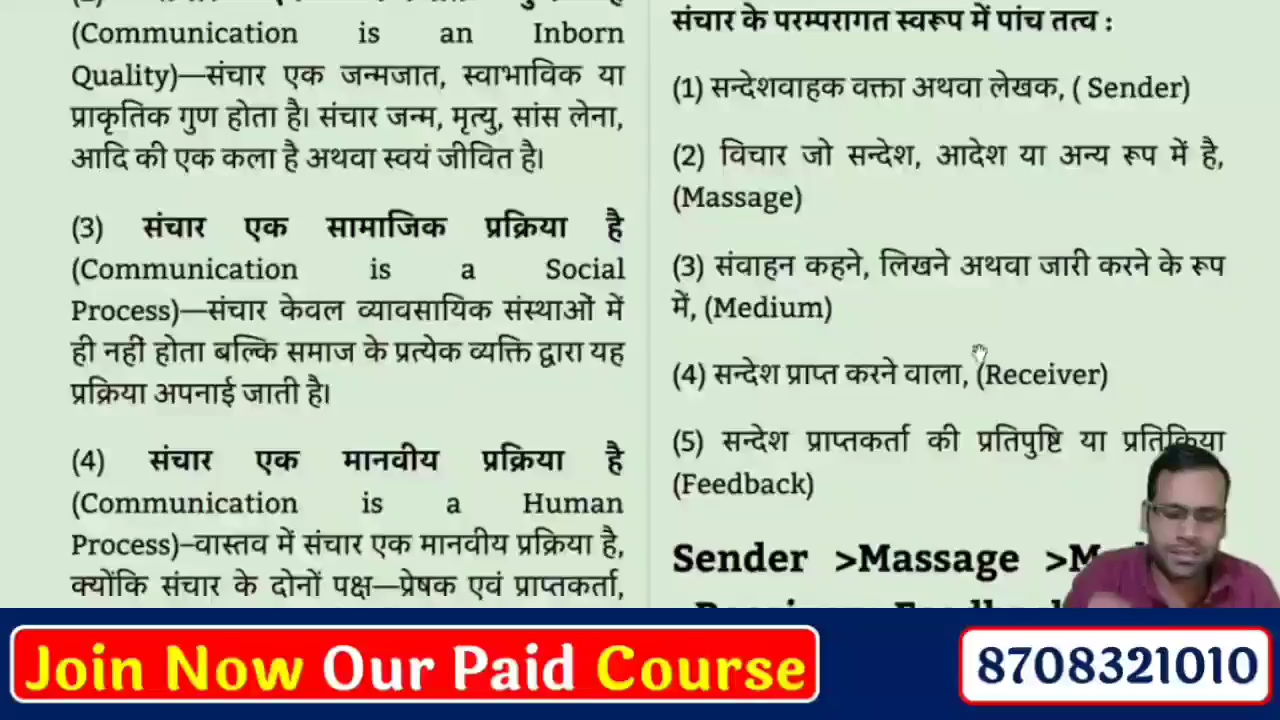 (Communication is an Inborn
Quality)—संचार एक जन्मजात, स्वाभाविक या
प्राकृतिक गुण होता है। संचार जन्म, मृत्यु, सांस लेना,
आदि की एक कला है अथवा स्वयं जीवित है।
(3) संचार एक सामाजिक प्रक्रिया है
(Communication is a Social
Process)—संचार केवल व्यावसायिक संस्थाओं में
ही नहीं होता बल्कि समाज के प्रत्येक व्यक्ति द्वारा यह
प्रक्रिया अपनाई जाती है।
(4) संचार एक मानवीय प्रक्रिया है
(Communication is a Human
Process)–वास्तव में संचार एक मानवीय प्रक्रिया है,
क्योंकि संचार के दोनों पक्ष—प्रेषक एवं प्राप्तकर्ता,
संचार के परम्परागत स्वरूप में पांच तत्व :
(1) सन्देशवाहक वक्ता अथवा लेखक, ( Sender)
(2) विचार जो सन्देश, आदेश या अन्य रूप में है,
(Massage)
(3) संवाहन कहने, लिखने अथवा जारी करने के रूप
में, (Medium)
(4) सन्देश प्राप्त करने वाला, (Receiver)
(5) सन्देश प्राप्तकर्ता की प्रतिपुष्टि या प्रतिक्रिया
(Feedback)
Sender >Massage >
Join Now Our Paid Course
8708321010